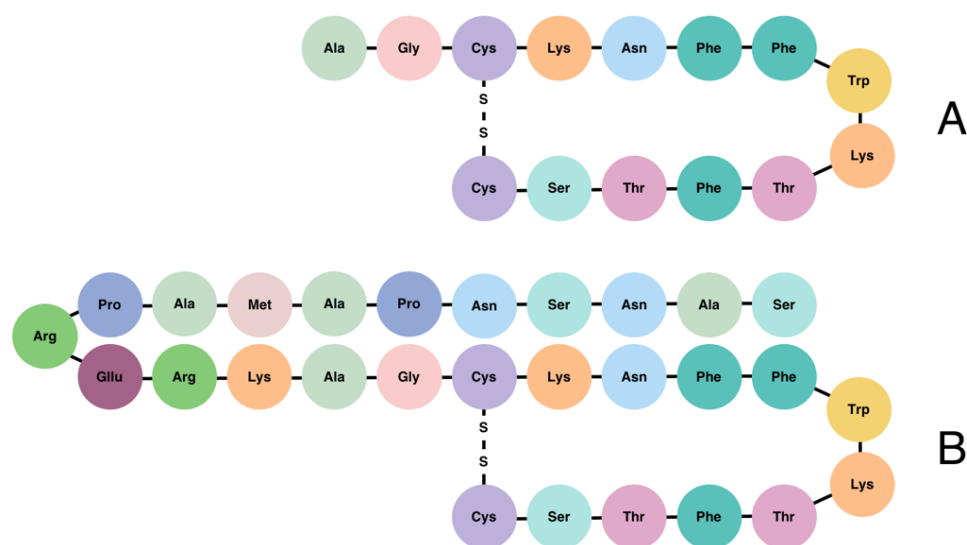 Ala Gly Cys Lys Asn Phe Phe
Trp
A
S
S
Lys
Cys Ser Thr Phe Thr
Pro Ala Met Ala Pro Asn Ser Asn Ala Ser
Arg
Gllu Arg Lys Ala Gly Cys Lys Asn Phe Phe
Trp
S
B
S
Lys
Cys Ser Thr Phe Thr